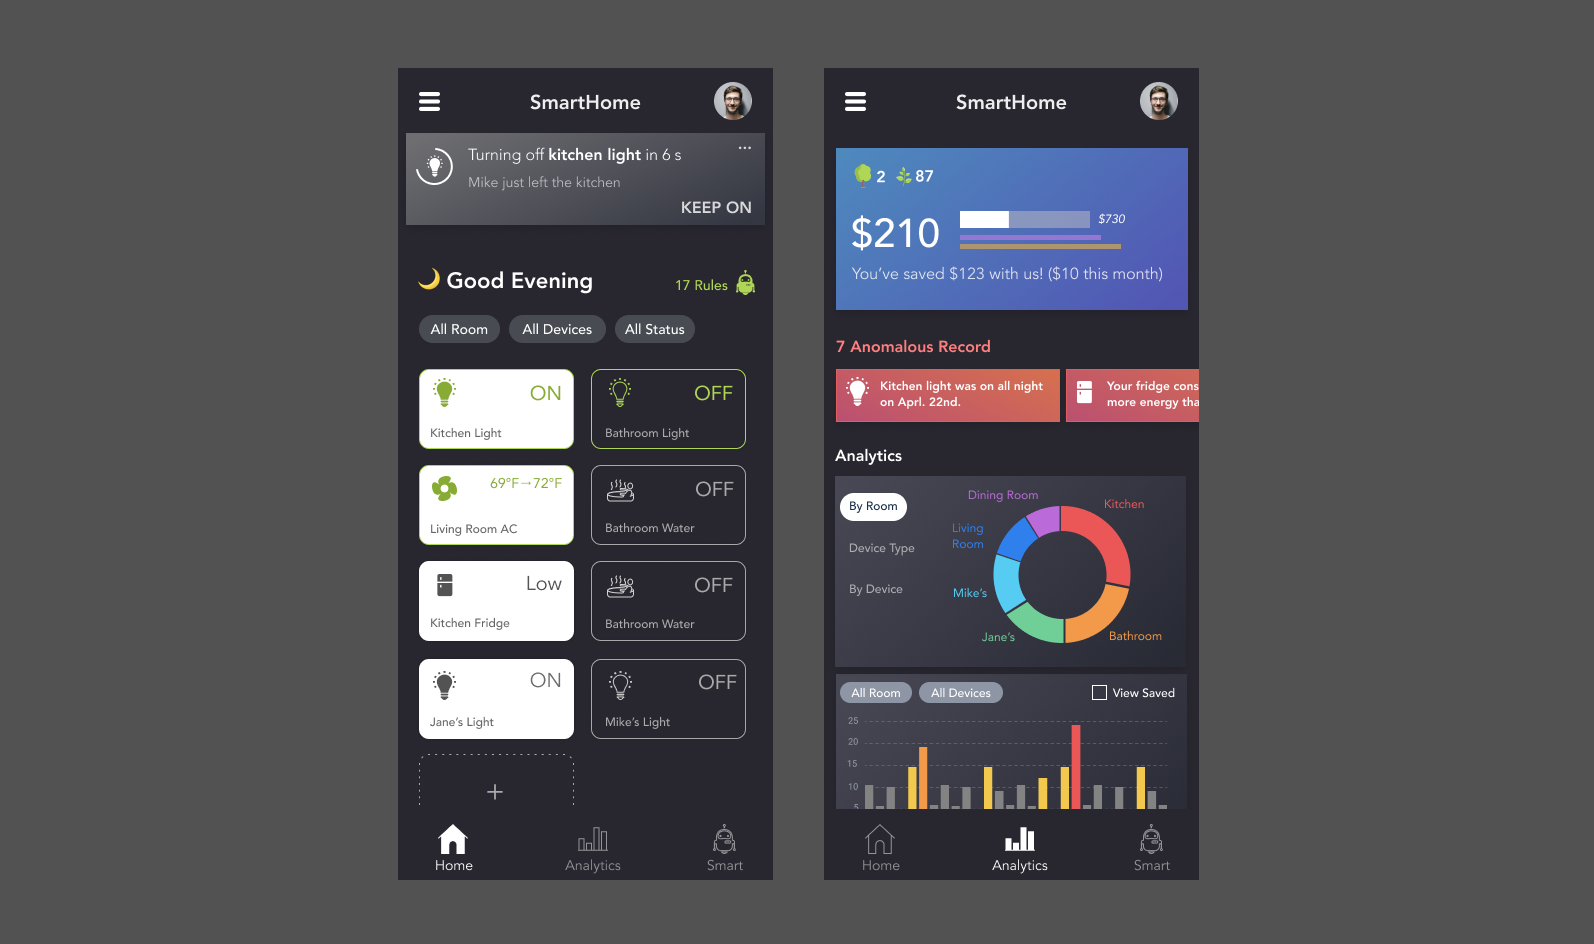 SmartHome
Turning off kitchen light in 6 s
Mike just left the kitchen
KEEP ON
Good Evening
17 Rules
All Room
All Devices
All Status
ON
Kitchen Light
OFF
Bathroom Light
69°F→72°F
Living Room AC
OFF
Bathroom Water
Low
Kitchen Fridge
OFF
Bathroom Water
ON
Jane's Light
OFF
Mike's Light
+
Home
Analytics
Smart
SmartHome
2
87
$210
$730
You've saved $123 with us! ($10 this month)
7 Anomalous Record
Kitchen light was on all night
on Aprl. 22nd.
Your fridge cons
more energy tha
Analytics
By Room
Device Type
By Device
Dining Room
Kitchen
Living
Room
Mike's
Jane's
Bathroom
All Room
All Devices
View Saved
25
20
15
10
5
Home
Analytics
Smart